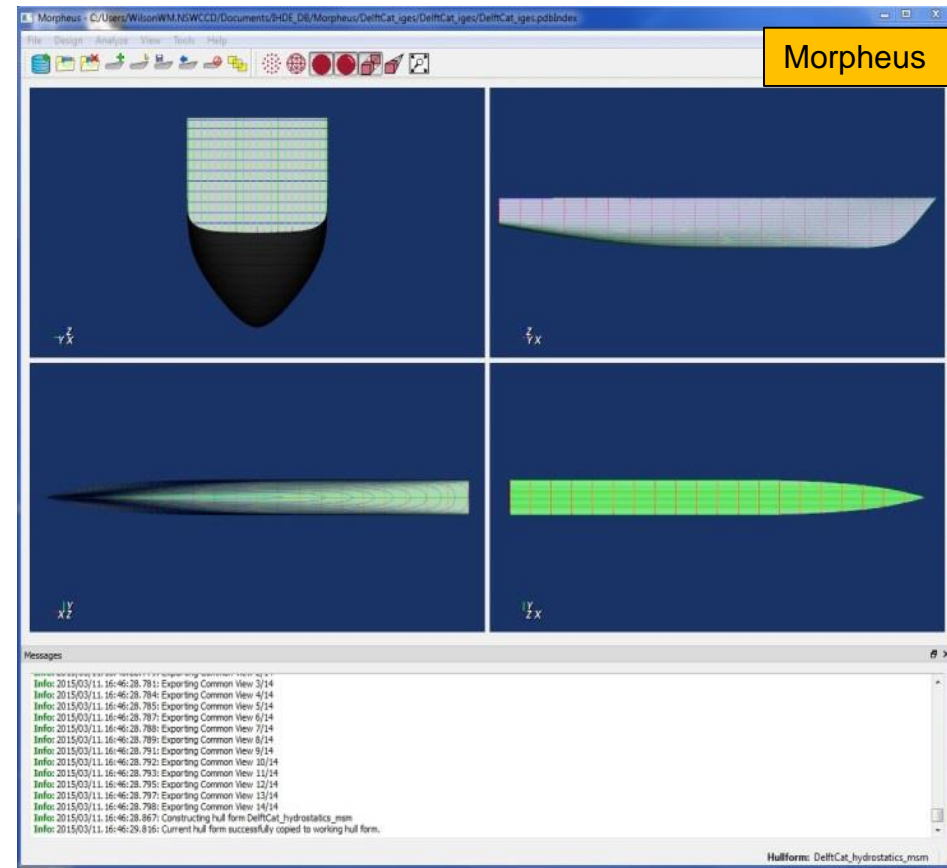 Morpheus - C:/Users/WilsonWM.NSWCCD/Documents/IHDE_DB/Morpheus/DelftCat_iges/DelftCat_iges/DelftCat_iges.pdbIndex
File Design Analyze View Tools Help
Morpheus
Z
Y X
Z
Y X
Y
X Z
Y
Z X
Messages
Info: 2015/03/11. 16:46:28. 781: Exporting Common View 3/14
Info: 2015/03/11. 16:46:28. 784: Exporting Common View 4/14
Info: 2015/03/11. 16:46:28. 785: Exporting Common View 5/14
Info: 2015/03/11. 16:46:28. 787: Exporting Common View 6/14
Info: 2015/03/11. 16:46:28. 788: Exporting Common View 7/14
Info: 2015/03/11. 16:46:28. 789: Exporting Common View 8/14
Info: 2015/03/11. 16:46:28. 791: Exporting Common View 9/14
Info: 2015/03/11. 16:46:28. 792: Exporting Common View 10/14
Info: 2015/03/11. 16:46:28. 793: Exporting Common View 11/14
Info: 2015/03/11. 16:46:28. 795: Exporting Common View 12/14
Info: 2015/03/11. 16:46:28. 797: Exporting Common View 13/14
Info: 2015/03/11. 16:46:28. 798: Exporting Common View 14/14
Info: 2015/03/11. 16:46:28. 867: Constructing hull form DelftCat_hydrostatics_msm
Info: 2015/03/11. 16:46:29. 816: Current hull form successfully copied to working hull form.
Hullform: DelftCat_hydrostatics_msm